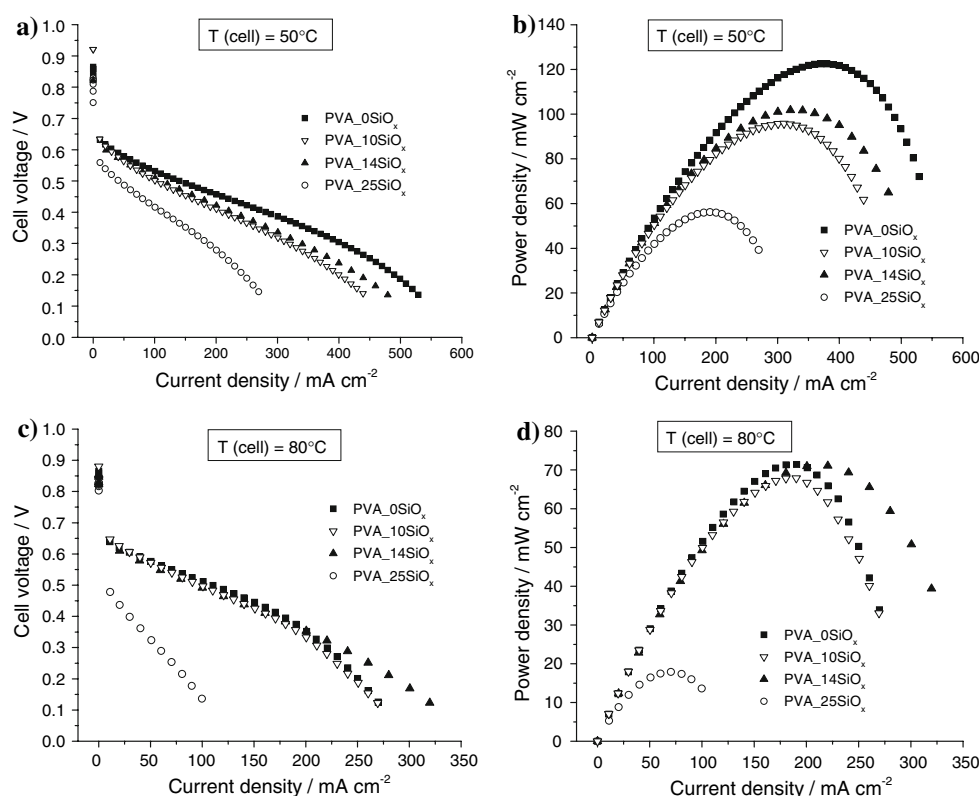 a)
T (cell) = 50°C
Cell voltage / V
1.0
0.9
0.8
0.7
0.6
0.5
0.4
0.3
0.2
0.1
0.0
PVA_0SiOₓ
PVA_10SiOₓ
PVA_14SiOₓ
PVA_25SiOₓ
0 100 200 300 400 500 600
Current density / mA cm⁻²
b)
T (cell) = 50°C
Power density / mW cm⁻²
140
120
100
80
60
40
20
0
PVA_0SiOₓ
PVA_10SiOₓ
PVA_14SiOₓ
PVA_25SiOₓ
0 100 200 300 400 500 600
Current density / mA cm⁻²
c)
T (cell) = 80°C
Cell voltage / V
1.0
0.9
0.8
0.7
0.6
0.5
0.4
0.3
0.2
0.1
0.0
PVA_0SiOₓ
PVA_10SiOₓ
PVA_14SiOₓ
PVA_25SiOₓ
0 50 100 150 200 250 300 350
Current density / mA cm⁻²
d)
T (cell) = 80°C
Power density / mW cm⁻²
80
70
60
50
40
30
20
10
0
PVA_0SiOₓ
PVA_10SiOₓ
PVA_14SiOₓ
PVA_25SiOₓ
0 50 100 150 200 250 300 350
Current density / mA cm⁻²